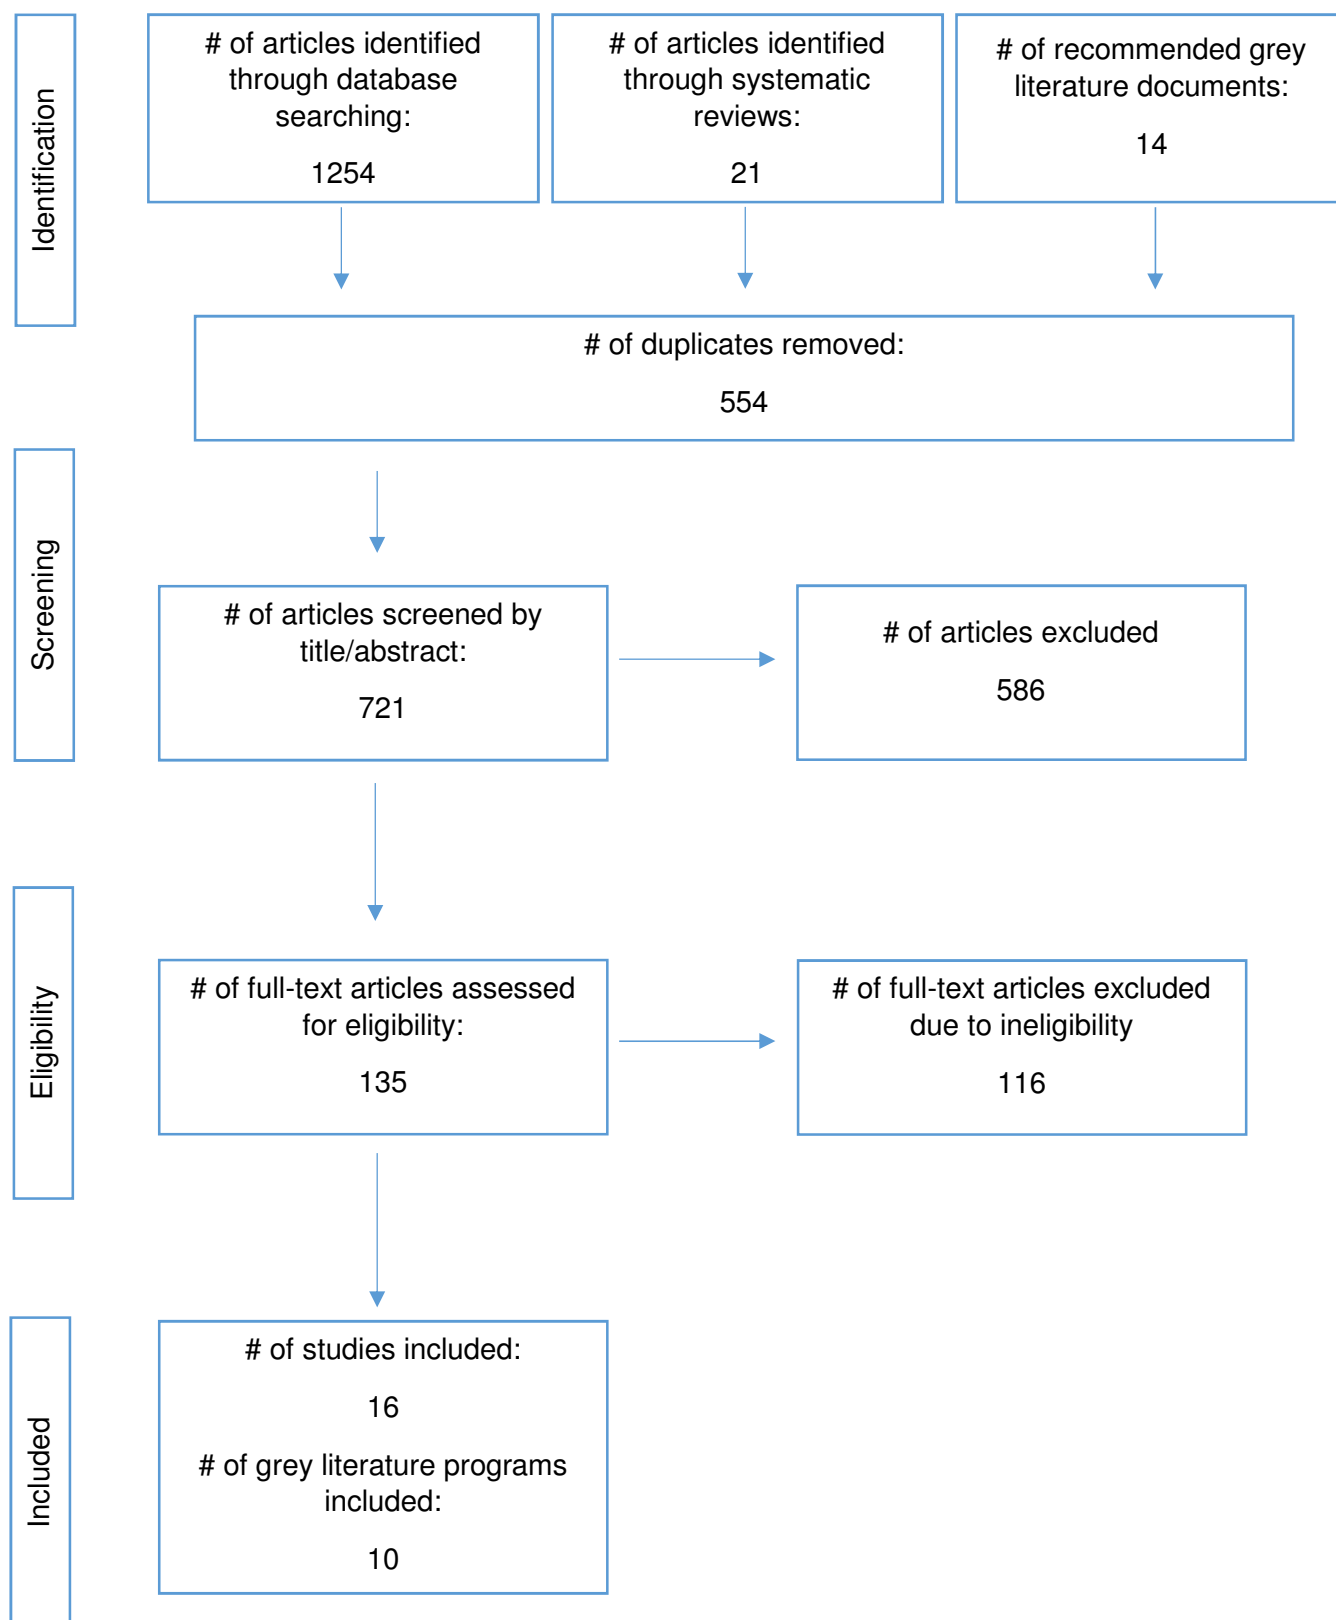 Identification
# of articles identified
through database
searching:
1254
# of articles identified
through systematic
reviews:
21
# of recommended grey
literature documents:
14
# of duplicates removed:
554
Screening
# of articles screened by
title/abstract:
721
# of articles excluded
586
Eligibility
# of full-text articles assessed
for eligibility:
135
# of full-text articles excluded
due to ineligibility
116
Included
# of studies included:
16
# of grey literature programs
included:
10